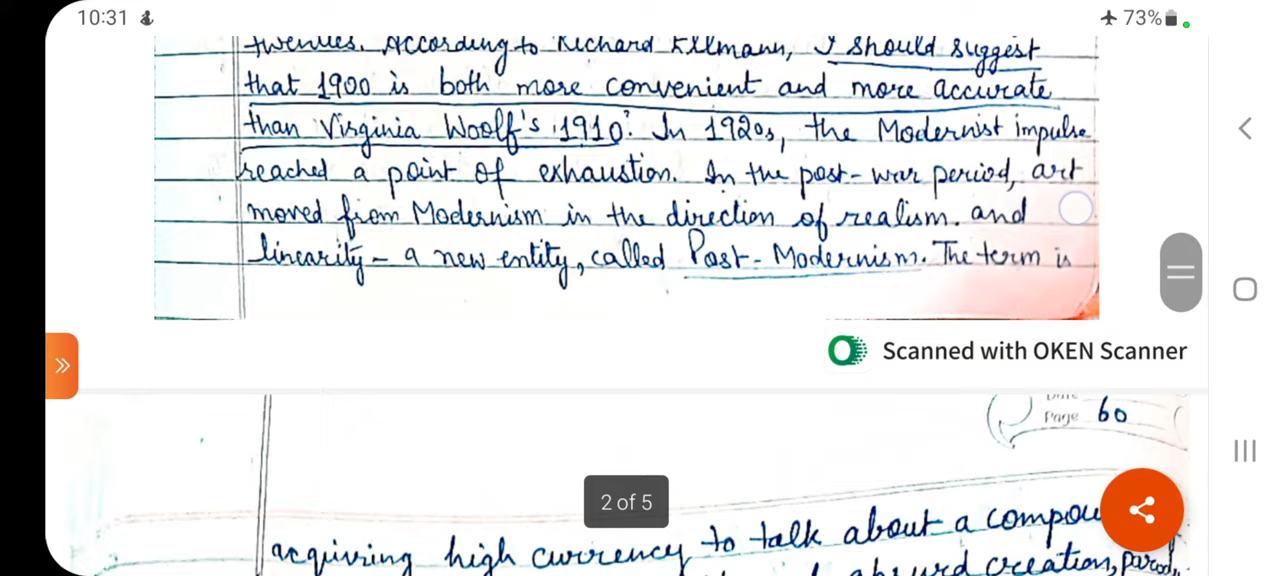 10:31
73%
twenties. According to Richard Ellmann, I should suggest
that 1900 is both more convenient and more accurate
than Virginia Woolf's 1910'. In 1920s, the Modernist impulse
reached a point of exhaustion. In the post-war period, art
moved from Modernism in the direction of realism. and
linearity - a new entity, called Post-Modernism. The term is
Scanned with OKEN Scanner
Page 60
2 of 5
acquiring high currency to talk about a compou
absurd creation, parod